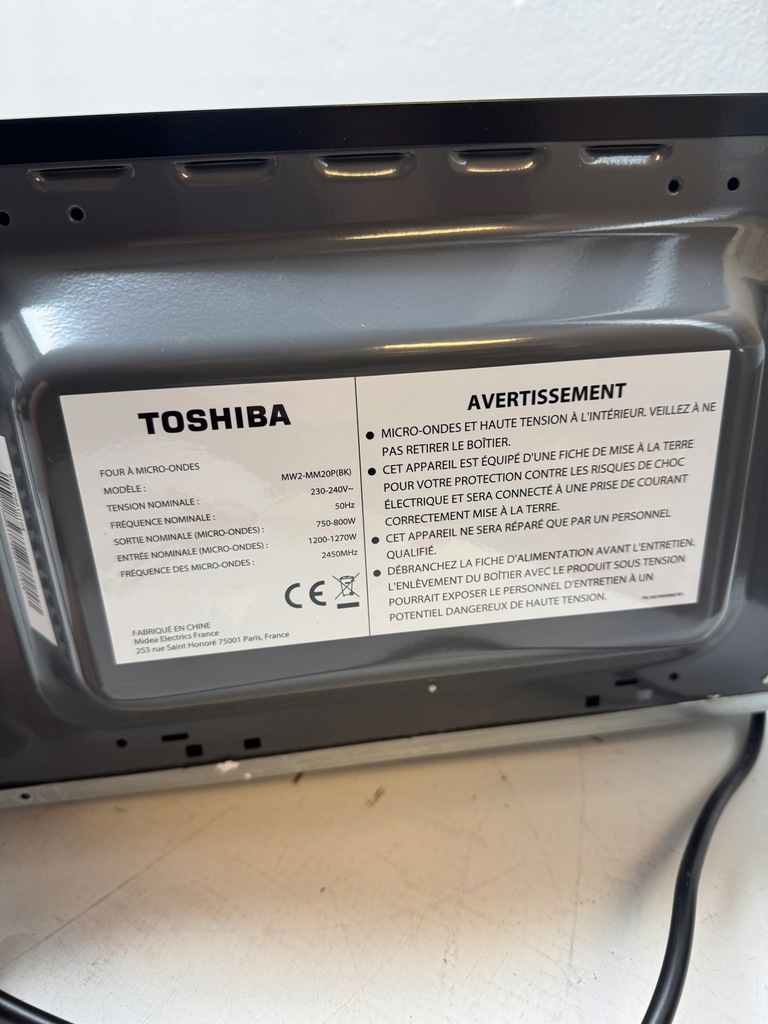 TOSHIBA
FOUR À MICRO-ONDES
MODÈLE : MW2-MM20P(BK)
TENSION NOMINALE : 230-240V~
FRÉQUENCE NOMINALE : 50Hz
SORTIE NOMINALE (MICRO-ONDES) : 750-800W
ENTRÉE NOMINALE (MICRO-ONDES) : 1200-1270W
FRÉQUENCE DES MICRO-ONDES : 2450MHz
CE
FABRIQUÉ EN CHINE
Midea Electrics France
253 rue Saint Honoré 75001 Paris, France
AVERTISSEMENT
● MICRO-ONDES ET HAUTE TENSION À L'INTÉRIEUR. VEILLEZ À NE
PAS RETIRER LE BOÎTIER.
● CET APPAREIL EST ÉQUIPÉ D'UNE FICHE DE MISE À LA TERRE
POUR VOTRE PROTECTION CONTRE LES RISQUES DE CHOC
ÉLECTRIQUE ET SERA CONNECTÉ À UNE PRISE DE COURANT
CORRECTEMENT MISE À LA TERRE.
● CET APPAREIL NE SERA RÉPARÉ QUE PAR UN PERSONNEL
QUALIFIÉ.
● DÉBRANCHEZ LA FICHE D'ALIMENTATION AVANT L'ENTRETIEN.
L'ENLÈVEMENT DU BOÎTIER AVEC LE PRODUIT SOUS TENSION
POURRAIT EXPOSER LE PERSONNEL D'ENTRETIEN À UN
POTENTIEL DANGEREUX DE HAUTE TENSION.